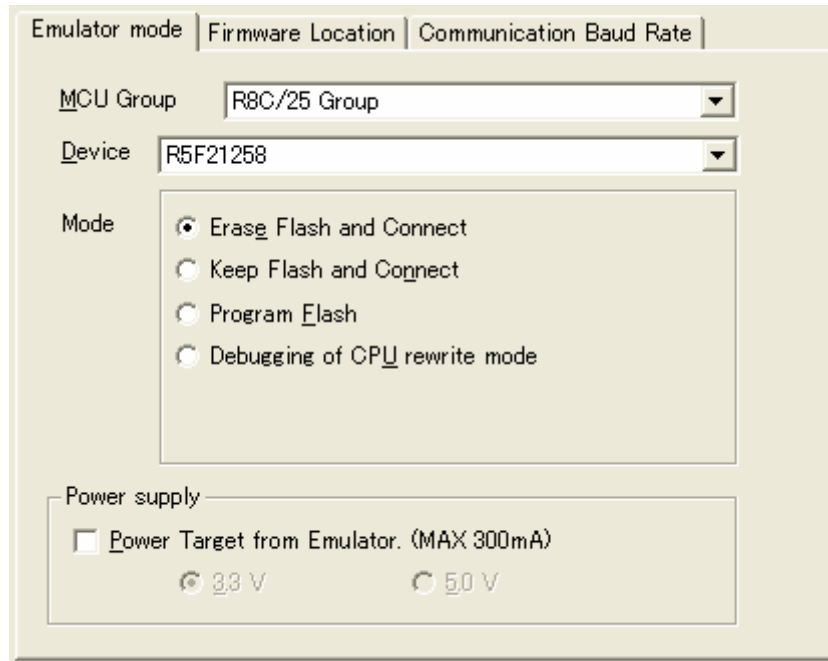 Emulator mode Firmware Location Communication Baud Rate
MCU Group R8C/25 Group
Device R5F21258
Mode
Erase Flash and Connect
Keep Flash and Connect
Program Flash
Debugging of CPU rewrite mode
Power supply
Power Target from Emulator. (MAX 300mA)
3.3 V 5.0 V